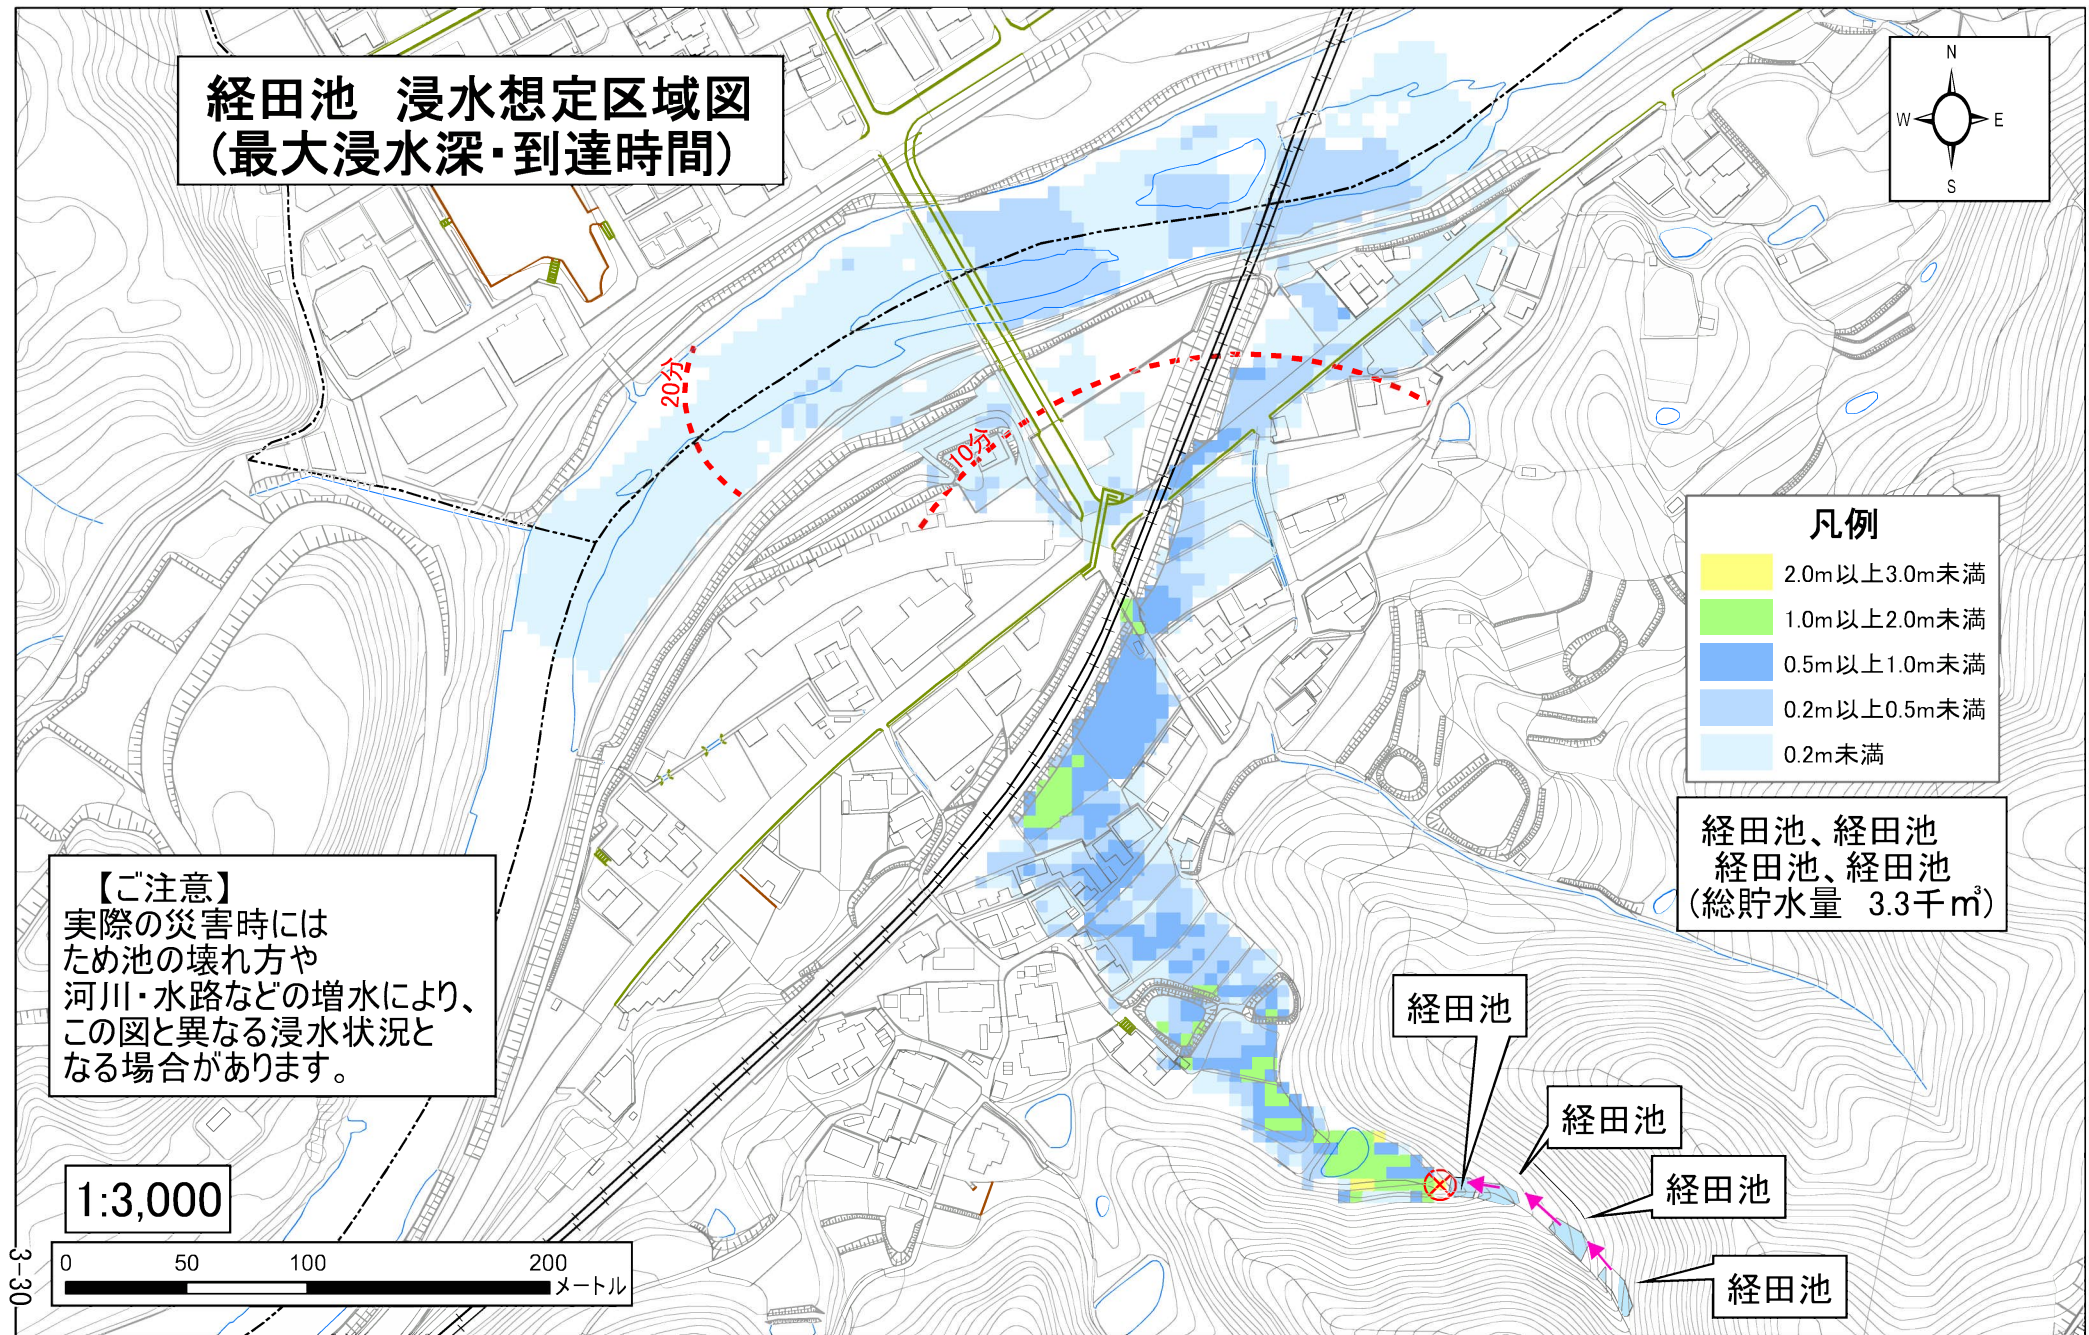 経田池　浸水想定区域図
(最大浸水深・到達時間)
N
W
E
S
20分
10分
凡例
2.0m以上3.0m未満
1.0m以上2.0m未満
0.5m以上1.0m未満
0.2m以上0.5m未満
0.2m未満
経田池、経田池
経田池、経田池
(総貯水量　3.3千㎥)
【ご注意】
実際の災害時には
ため池の壊れ方や
河川・水路などの増水により、
この図と異なる浸水状況と
なる場合があります。
経田池
経田池
経田池
経田池
1:3,000
0 50 100 200
メートル
3-30